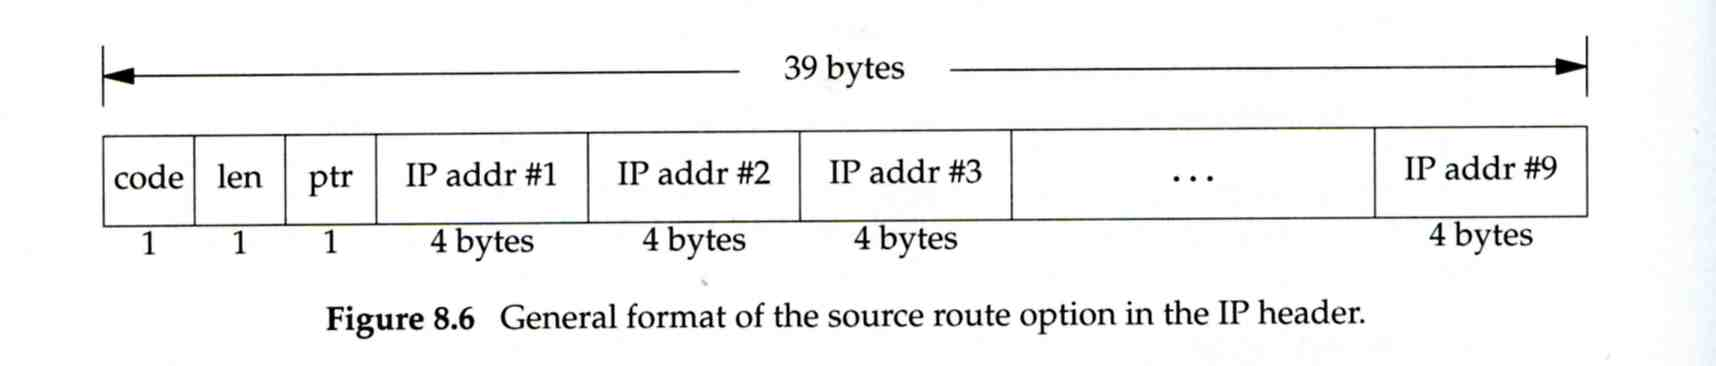 39 bytes
code len ptr IP addr #1 IP addr #2 IP addr #3 ... IP addr #9
1 1 1 4 bytes 4 bytes 4 bytes 4 bytes
Figure 8.6 General format of the source route option in the IP header.